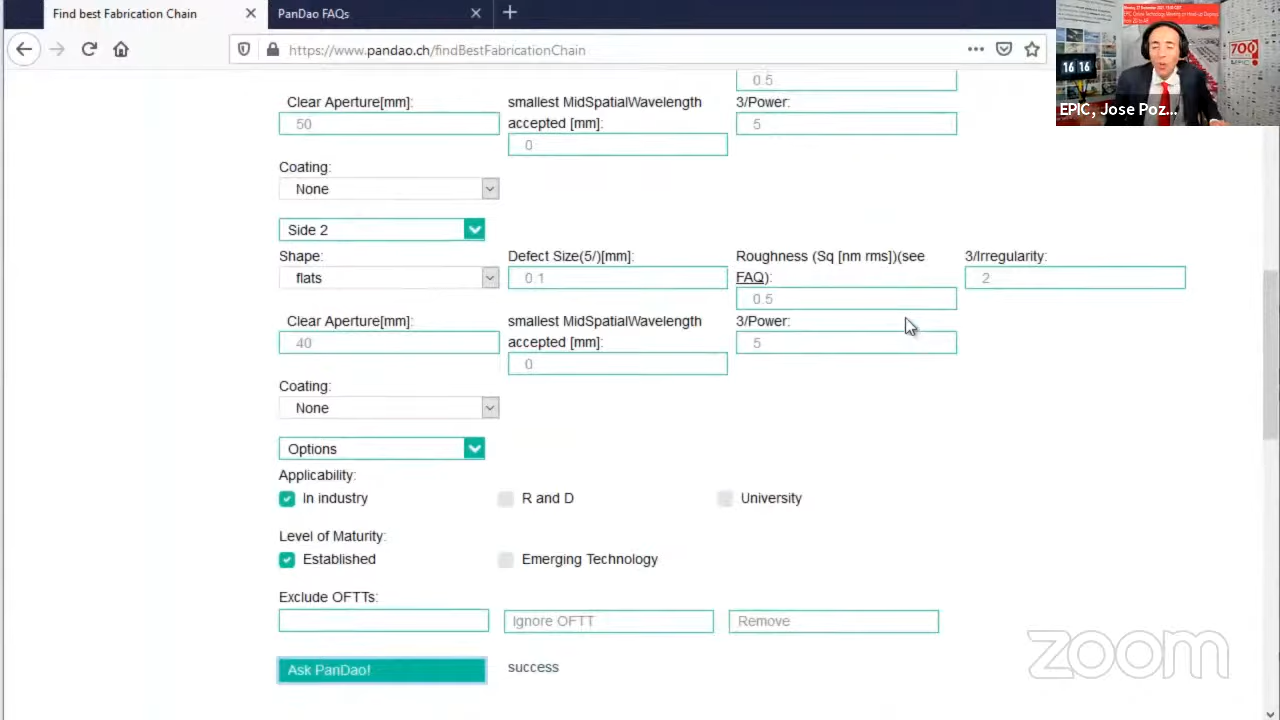 Find best Fabrication Chain
PanDao FAQs
https://www.pandao.ch/findBestFabricationChain
16 16
700
EPIC
EPIC, Jose Poz...
0.5
Clear Aperture[mm]:
smallest MidSpatialWavelength
accepted [mm]:
3/Power:
50
0
5
Coating:
None
Side 2
Shape:
Defect Size(5/)[mm]:
Roughness (Sq [nm rms])(see
FAQ):
3/Irregularity:
flats
0.1
0.5
2
Clear Aperture[mm]:
smallest MidSpatialWavelength
accepted [mm]:
3/Power:
40
0
5
Coating:
None
Options
Applicability:
In industry
R and D
University
Level of Maturity:
Established
Emerging Technology
Exclude OFTTs:
Ignore OFTT
Remove
Ask PanDao!
success
zoom